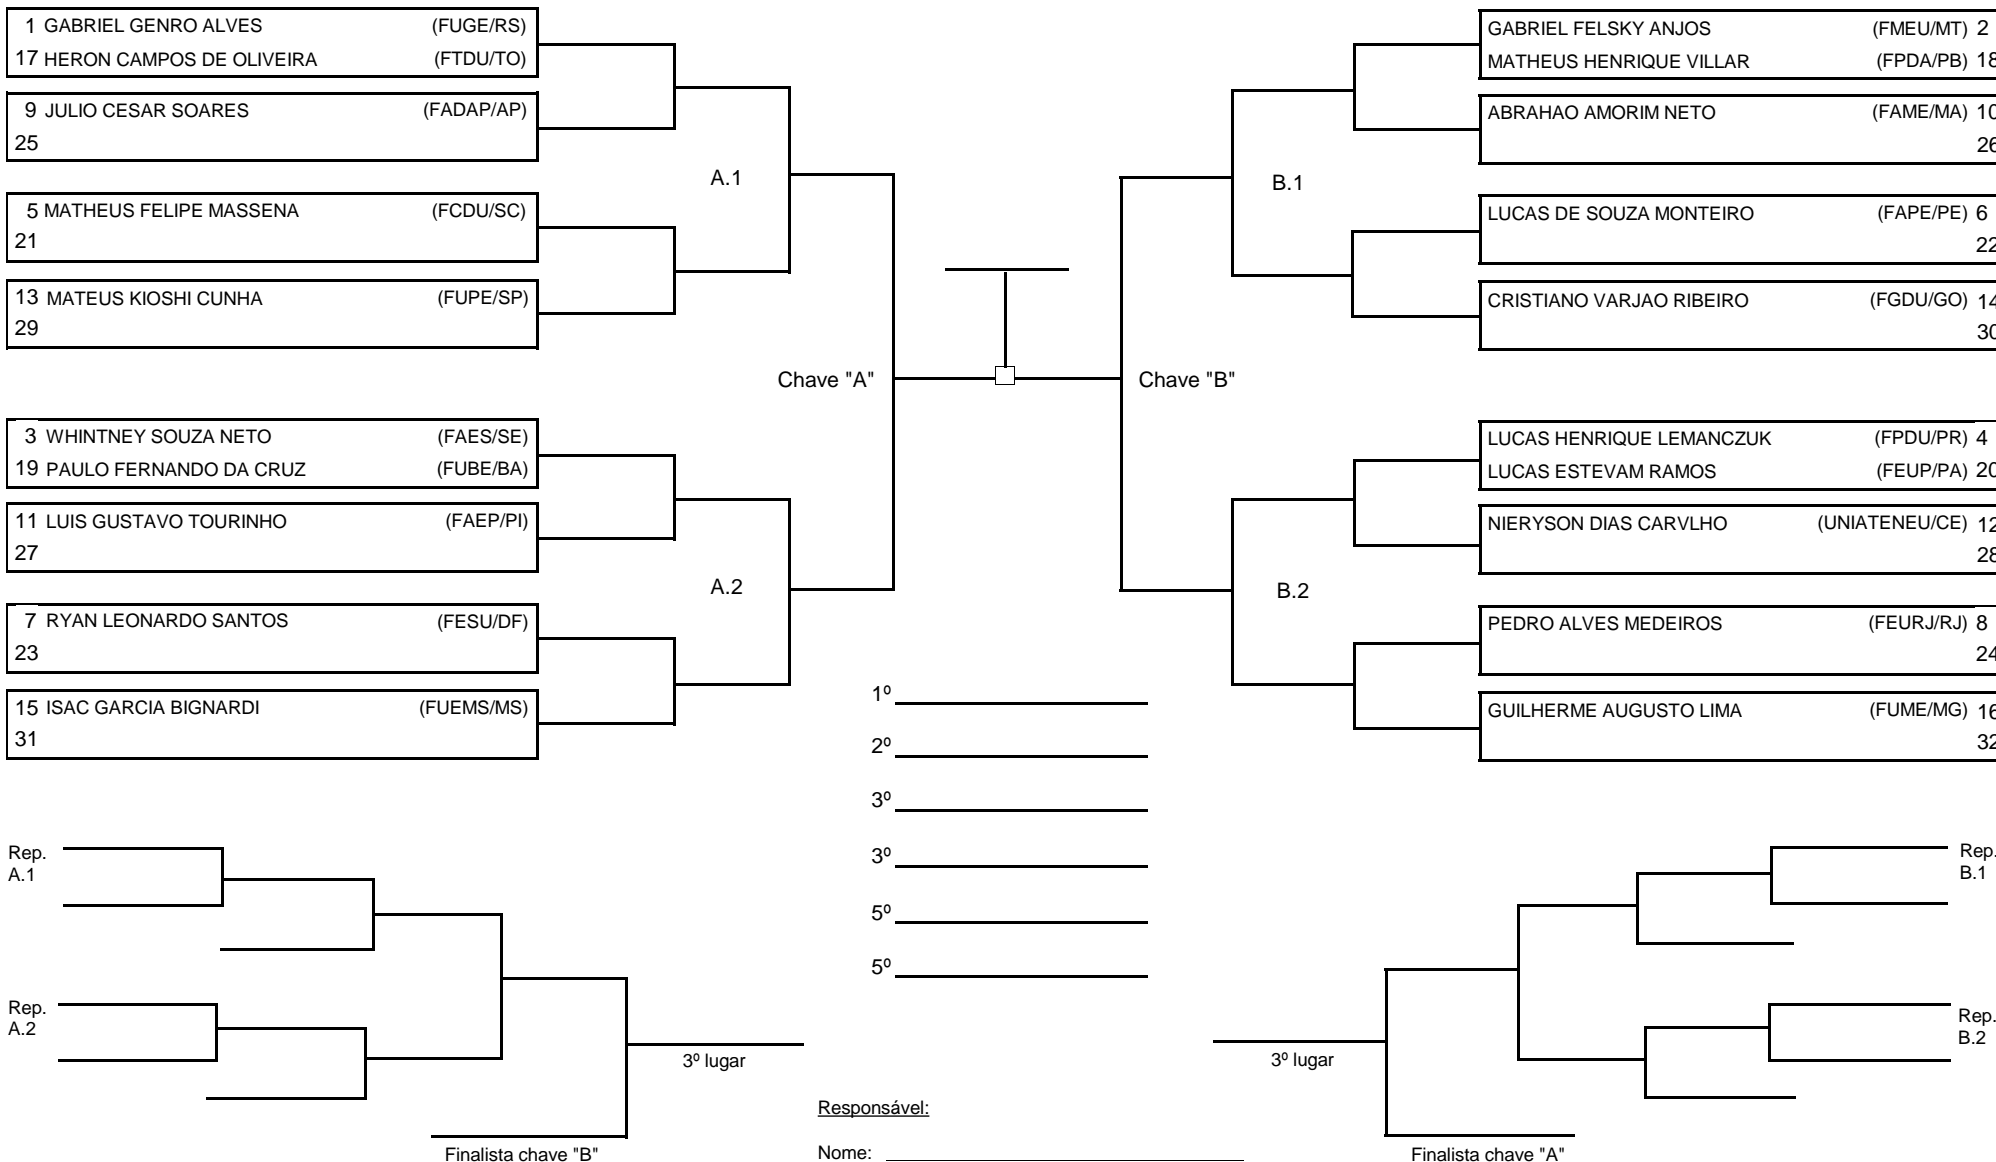 1 GABRIEL GENRO ALVES (FUGE/RS)
17 HERON CAMPOS DE OLIVEIRA (FTDU/TO)
9 JULIO CESAR SOARES (FADAP/AP)
25
A.1
5 MATHEUS FELIPE MASSENA (FCDU/SC)
21
13 MATEUS KIOSHI CUNHA (FUPE/SP)
29
Chave "A"
3 WHINTNEY SOUZA NETO (FAES/SE)
19 PAULO FERNANDO DA CRUZ (FUBE/BA)
11 LUIS GUSTAVO TOURINHO (FAEP/PI)
27
A.2
7 RYAN LEONARDO SANTOS (FESU/DF)
23
15 ISAC GARCIA BIGNARDI (FUEMS/MS)
31
GABRIEL FELSKY ANJOS (FMEU/MT) 2
MATHEUS HENRIQUE VILLAR (FPDA/PB) 18
ABRAHAO AMORIM NETO (FAME/MA) 10
26
B.1
LUCAS DE SOUZA MONTEIRO (FAPE/PE) 6
22
CRISTIANO VARJAO RIBEIRO (FGDU/GO) 14
30
Chave "B"
LUCAS HENRIQUE LEMANCZUK (FPDU/PR) 4
LUCAS ESTEVAM RAMOS (FEUP/PA) 20
NIERYSON DIAS CARVLHO (UNIATENEU/CE) 12
28
B.2
PEDRO ALVES MEDEIROS (FEURJ/RJ) 8
24
GUILHERME AUGUSTO LIMA (FUME/MG) 16
32
1º
2º
3º
3º
5º
5º
Rep.
A.1
Rep.
A.2
3º lugar
Finalista chave "B"
Rep.
B.1
Rep.
B.2
3º lugar
Finalista chave "A"
Responsável:
Nome: